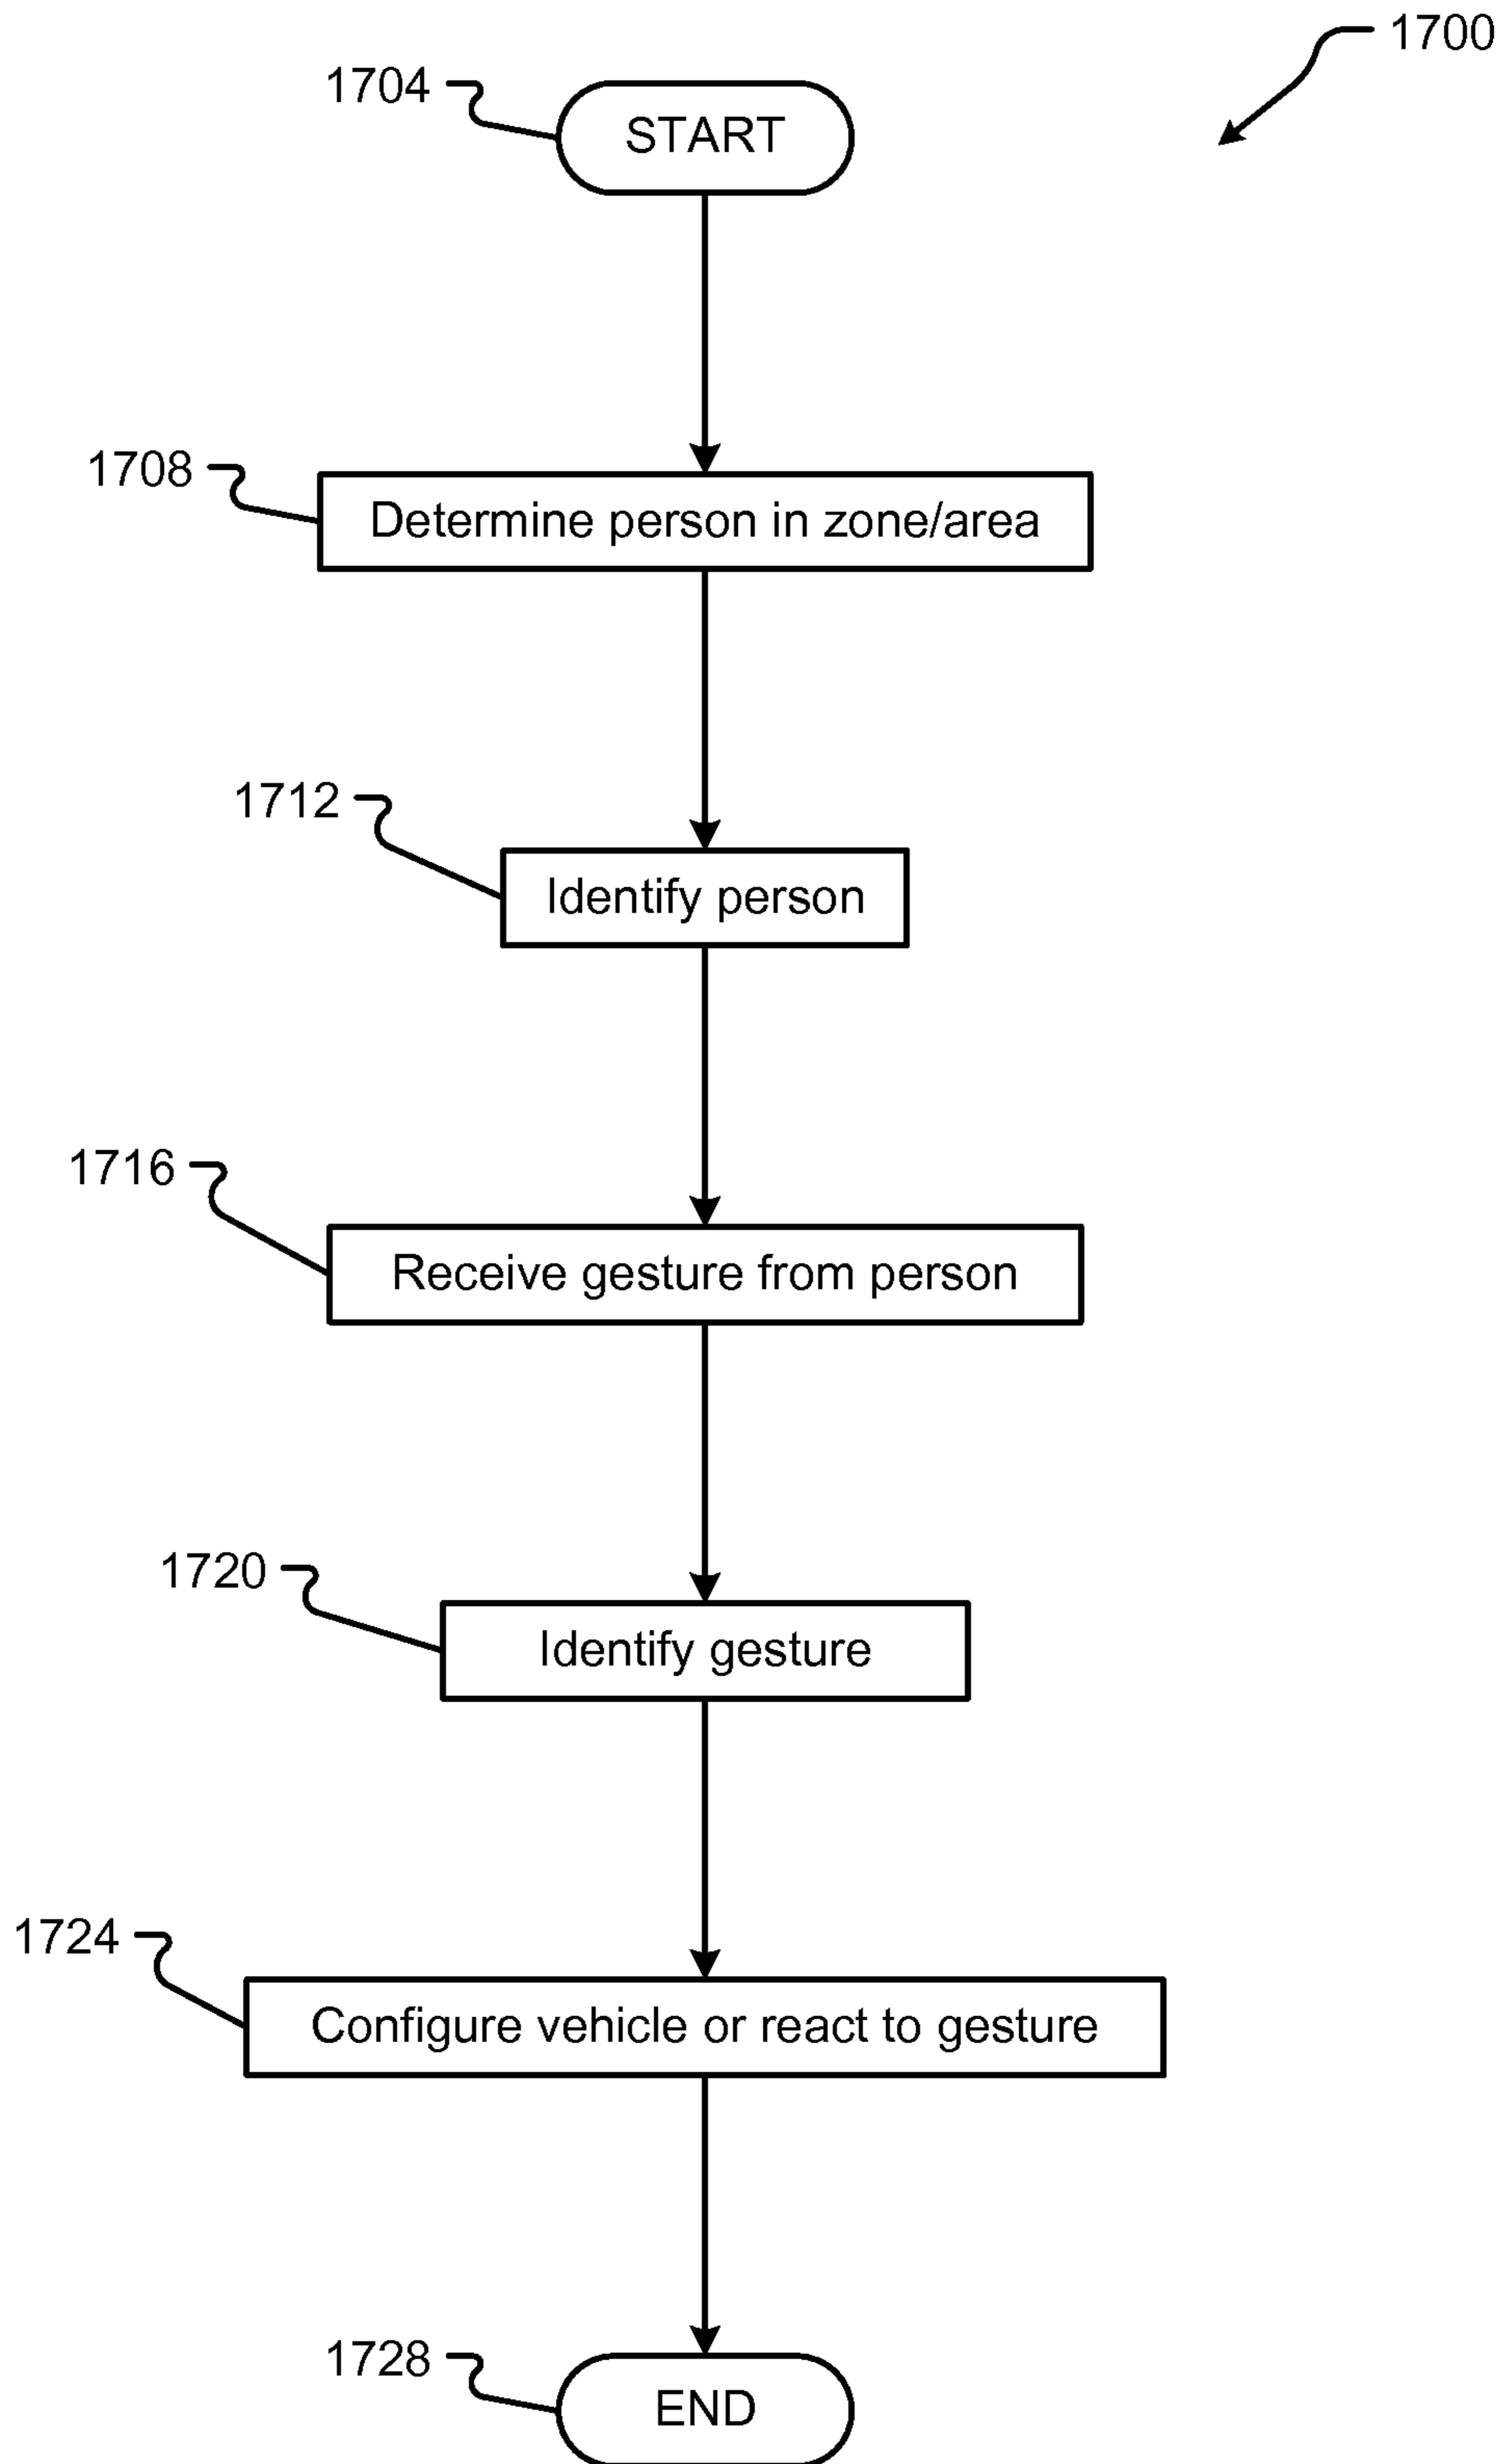 1700
1704
START
1708
Determine person in zone/area
1712
Identify person
1716
Receive gesture from person
1720
Identify gesture
1724
Configure vehicle or react to gesture
1728
END